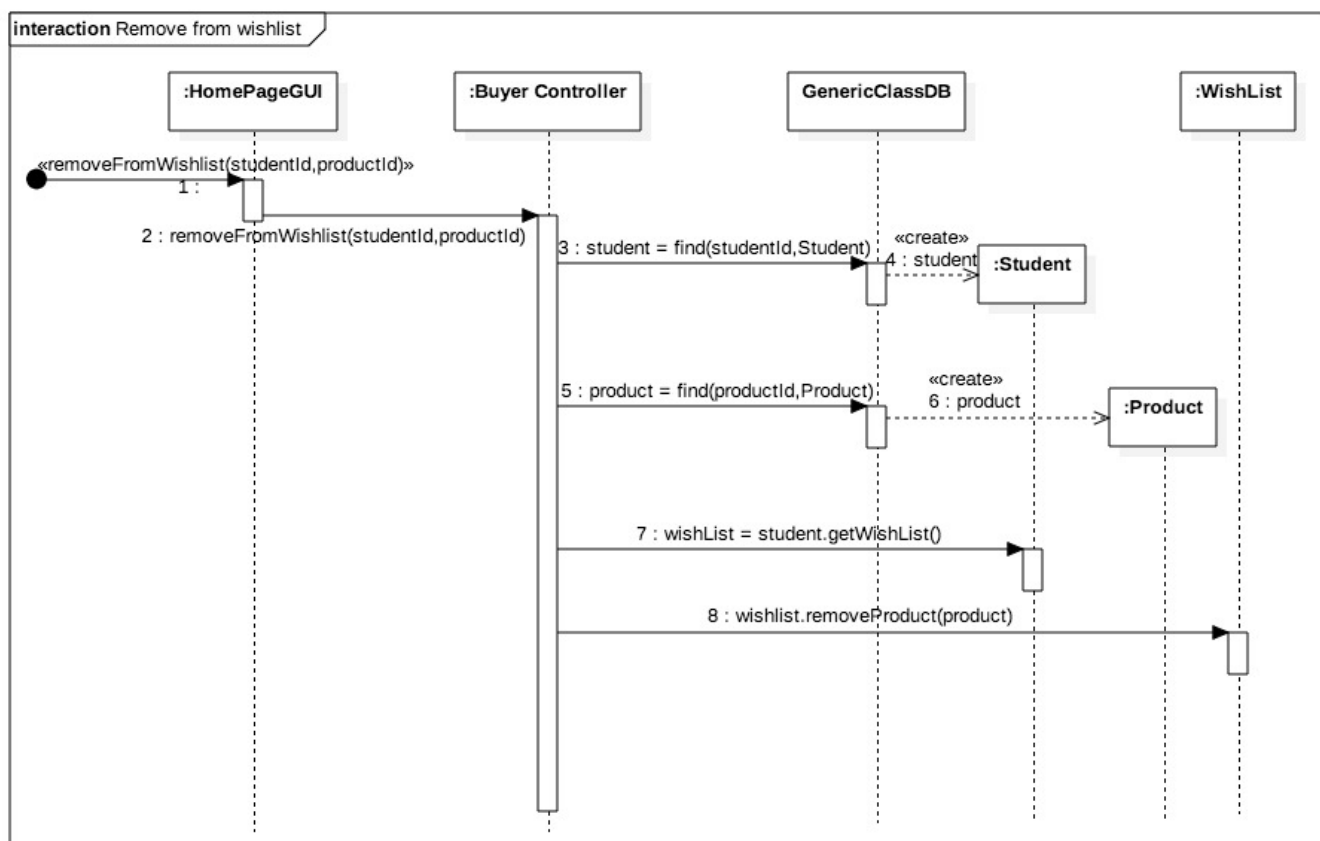 interaction Remove from wishlist
:HomePageGUI
:Buyer Controller
GenericClassDB
:WishList
«removeFromWishlist(studentId,productId)»
1 :
2 : removeFromWishlist(studentId,productId)
3 : student = find(studentId,Student)
«create»
4 : student
:Student
5 : product = find(productId,Product)
«create»
6 : product
:Product
7 : wishList = student.getWishList()
8 : wishlist.removeProduct(product)